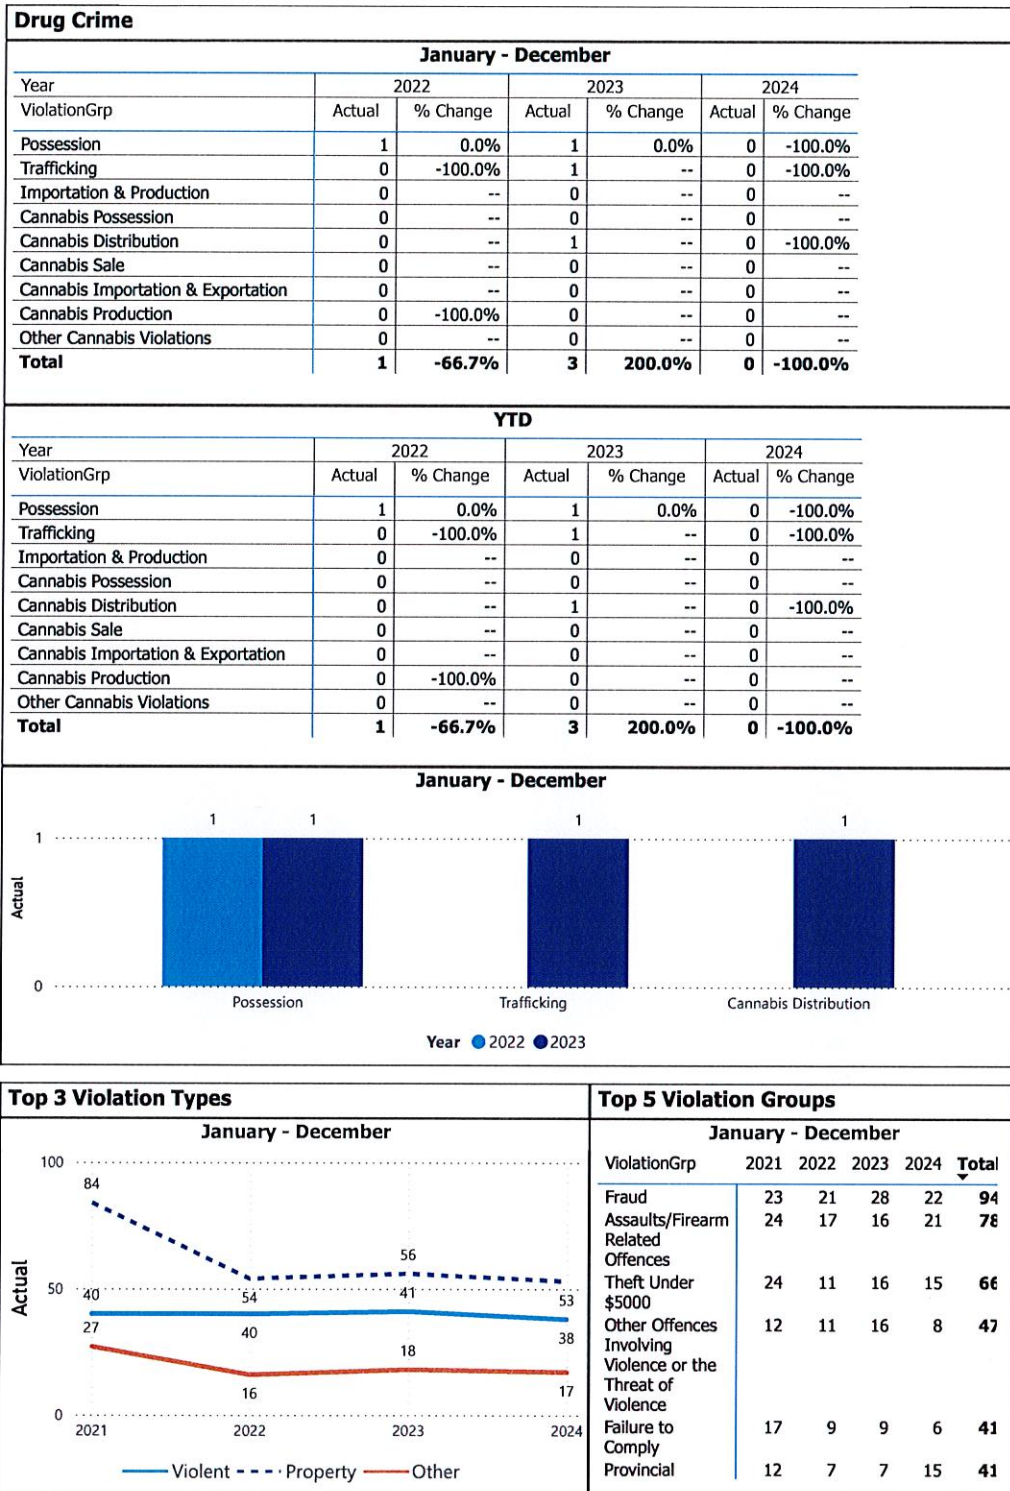 Drug Crime
January - December
Year 2022 2023 2024
ViolationGrp Actual % Change Actual % Change Actual % Change
Possession 1 0.0% 1 0.0% 0 -100.0%
Trafficking 0 -100.0% 1 -- 0 -100.0%
Importation & Production 0 -- 0 -- 0 --
Cannabis Possession 0 -- 0 -- 0 --
Cannabis Distribution 0 -- 1 -- 0 -100.0%
Cannabis Sale 0 -- 0 -- 0 --
Cannabis Importation & Exportation 0 -- 0 -- 0 --
Cannabis Production 0 -100.0% 0 -- 0 --
Other Cannabis Violations 0 -- 0 -- 0 --
Total 1 -66.7% 3 200.0% 0 -100.0%
YTD
Year 2022 2023 2024
ViolationGrp Actual % Change Actual % Change Actual % Change
Possession 1 0.0% 1 0.0% 0 -100.0%
Trafficking 0 -100.0% 1 -- 0 -100.0%
Importation & Production 0 -- 0 -- 0 --
Cannabis Possession 0 -- 0 -- 0 --
Cannabis Distribution 0 -- 1 -- 0 -100.0%
Cannabis Sale 0 -- 0 -- 0 --
Cannabis Importation & Exportation 0 -- 0 -- 0 --
Cannabis Production 0 -100.0% 0 -- 0 --
Other Cannabis Violations 0 -- 0 -- 0 --
Total 1 -66.7% 3 200.0% 0 -100.0%
January - December
1 1 1 1
1
Actual
0
Possession Trafficking Cannabis Distribution
Year 2022 2023
Top 3 Violation Types
January - December
100
84
56
Actual
50
40 54 41 53
27 40 18 38
16 17
0
2021 2022 2023 2024
Violent Property Other
Top 5 Violation Groups
January - December
ViolationGrp 2021 2022 2023 2024 Total
Fraud 23 21 28 22 94
Assaults/Firearm 24 17 16 21 78
Related
Offences
Theft Under 24 11 16 15 66
$5000
Other Offences 12 11 16 8 47
Involving
Violence or the
Threat of
Violence
Failure to 17 9 9 6 41
Comply
Provincial 12 7 7 15 41